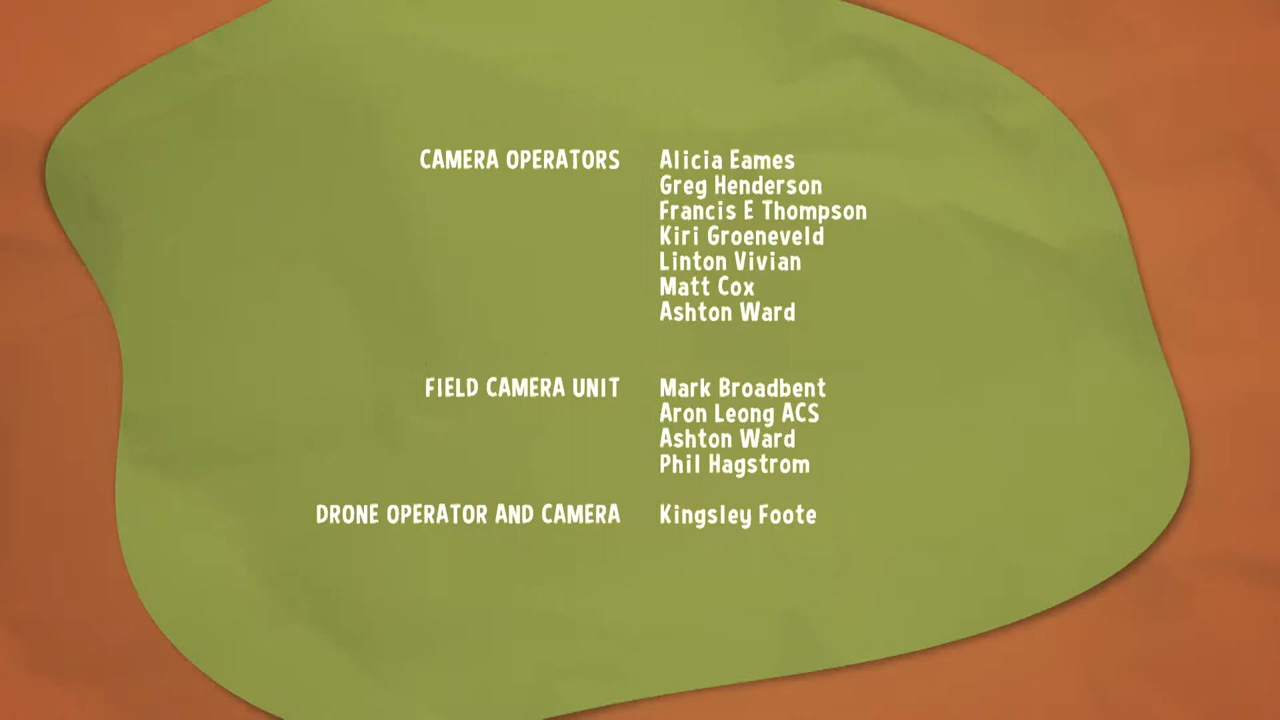 CAMERA OPERATORS Alicia Eames
Greg Henderson
Francis E Thompson
Kiri Groeneveld
Linton Vivian
Matt Cox
Ashton Ward
FIELD CAMERA UNIT Mark Broadbent
Aron Leong ACS
Ashton Ward
Phil Hagstrom
DRONE OPERATOR AND CAMERA Kingsley Foote